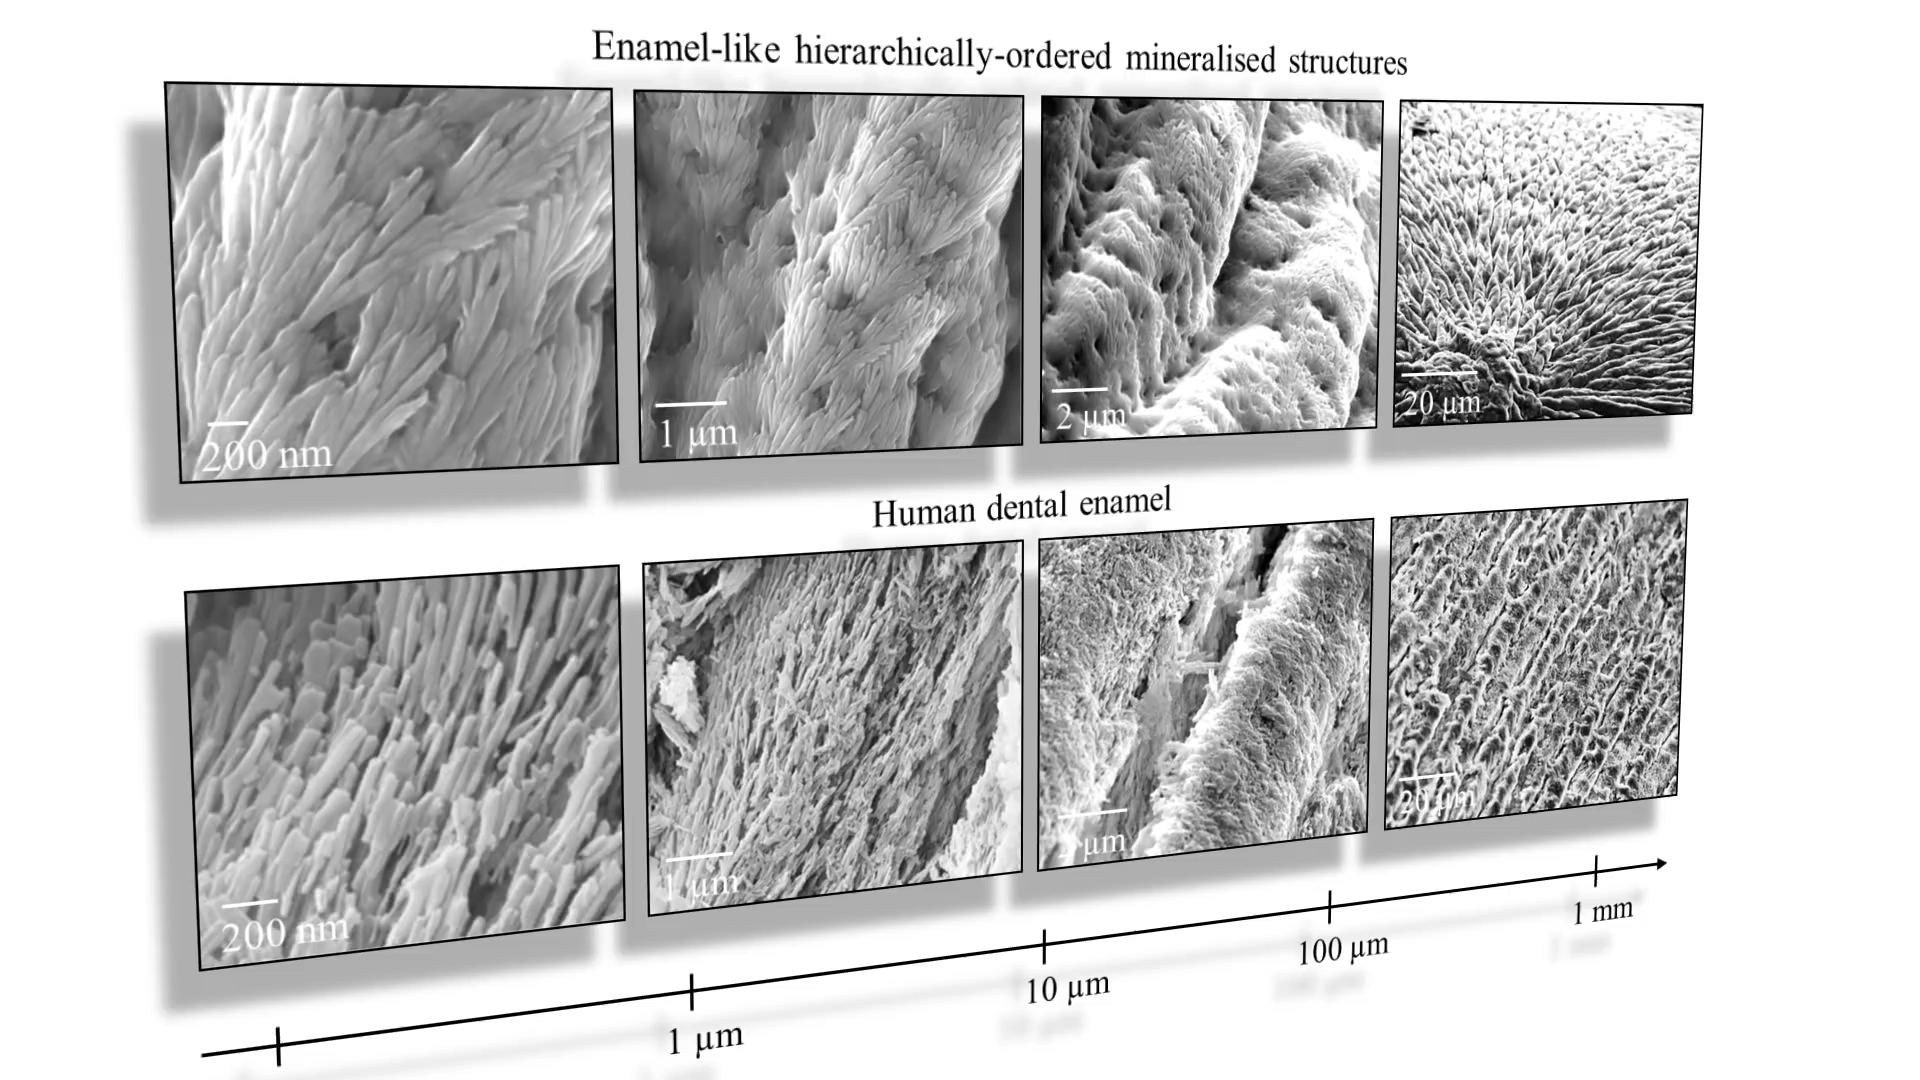 Enamel-like hierarchically-ordered mineralised structures
200 nm
1 µm
2 µm
20 µm
Human dental enamel
200 nm
1 µm
µm
20 µm
1 µm
10 µm
100 µm
1 mm